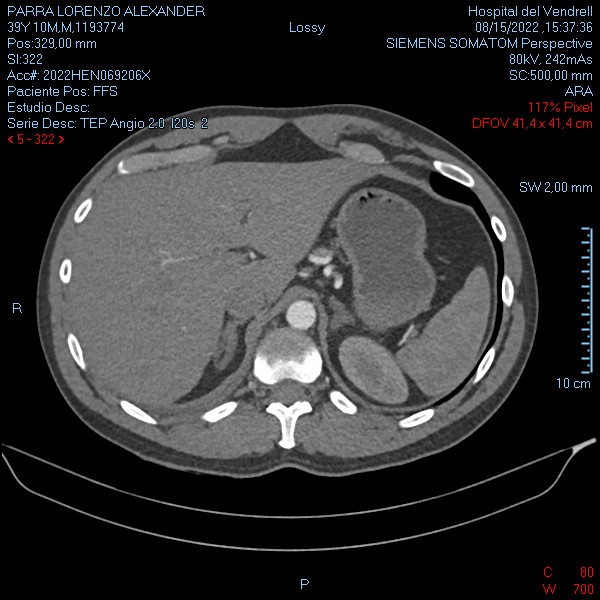 PARRA LORENZO ALEXANDER
39Y 10M,M,1193774
Pos:329,00 mm
SI:322
Acc#: 2022HEN069206X
Paciente Pos: FFS
Estudio Desc:
Serie Desc: TEP Angio 2.0 I20s 2
< 5 - 322 >
Lossy
Hospital del Vendrell
08/15/2022 ,15:37:36
SIEMENS SOMATOM Perspective
80kV, 242mAs
SC:500,00 mm
ARA
117% Pixel
DFOV 41,4 x 41,4 cm
SW 2,00 mm
R
10 cm
P
C 80
W 700